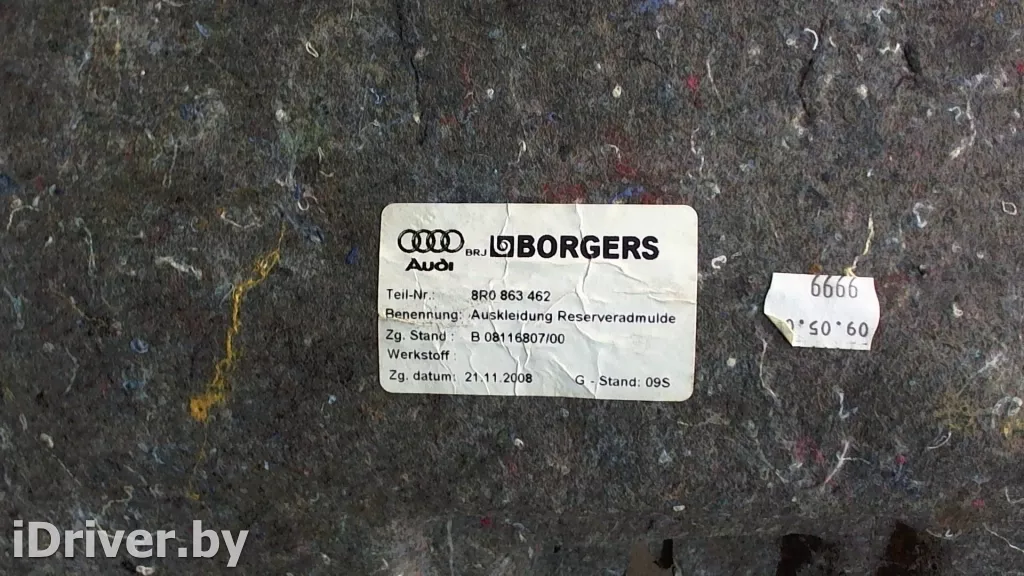 Audi
BRJ BORGERS
Teil-Nr.: 8R0 863 462
Benennung: Auskleidung Reserveradmulde
Zg. Stand : B 08116807/00
Werkstoff :
Zg. datum: 21.11.2008 G - Stand: 09S
9999
09.05.
iDriver.by